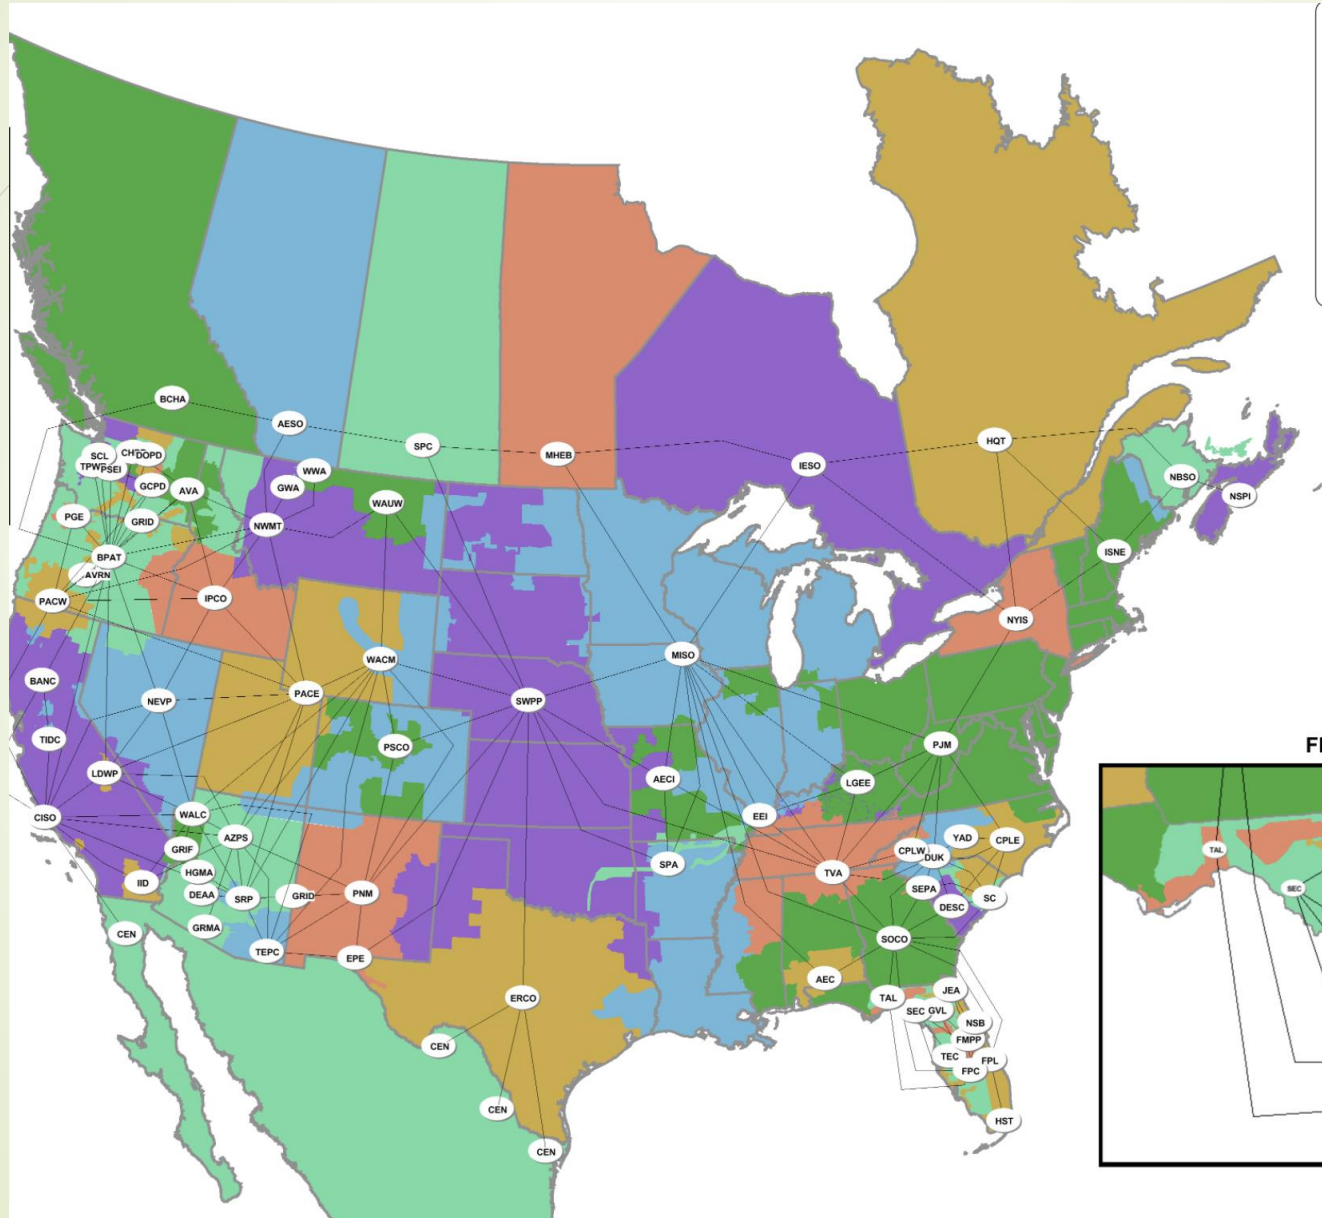 BCHA
AESO
SPC
MHEB
IESO
HQT
NBSO
NSPI
ISNE
NYIS
SCL
DOPD
PSEI
GCPD
AVA
WWA
GWA
WAUW
PGE
GRID
NWMT
BPAT
AVRN
PACW
IPCO
WACM
MISO
BANC
NEVP
PACE
SWPP
TIDC
PSCO
PJM
LDWP
AECI
LGEE
CISO
WALC
EEI
AZPS
YAD
CPLE
GRIF
CPLW
DUK
HGMA
SPA
TVA
IID
DEAA
SRP
GRID
PNM
SEPA
SC
DESC
GRMA
CEN
SOCO
TEPC
EPE
AEC
ERCO
TAL
JEA
SEC
GVL
NSB
CEN
FMPP
TEC
FPL
FPC
CEN
HST
CEN
TAL
SEC